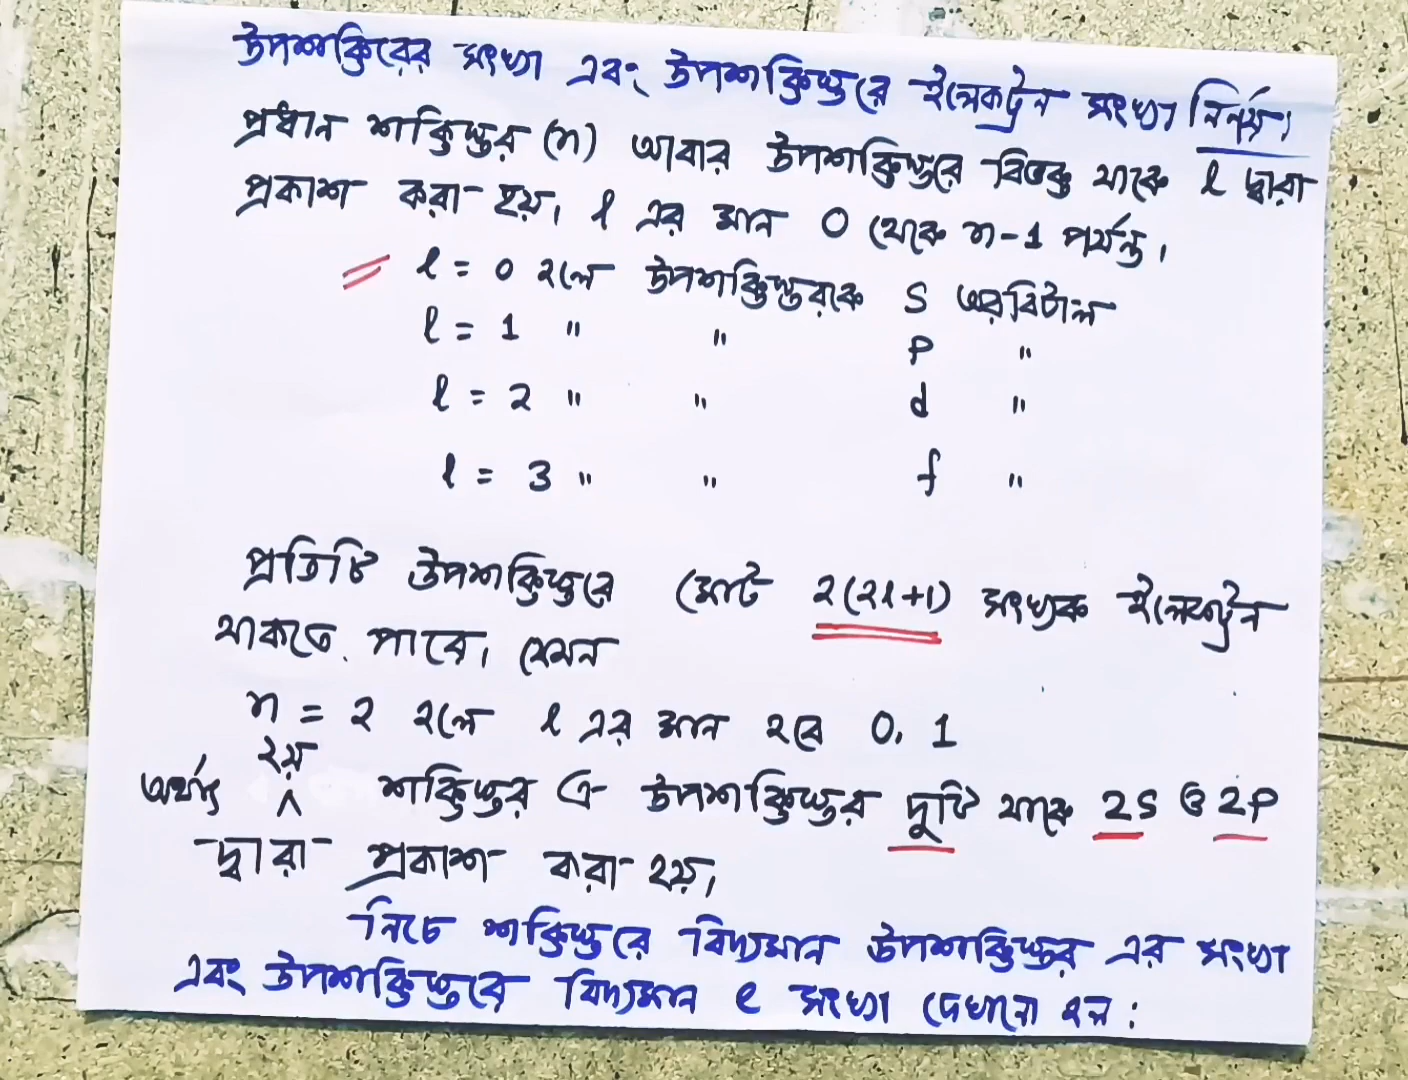 উপশক্তিরের সংখ্যা এবং উপশক্তিস্তরে ইলেকট্রন সংখ্যা নির্নয়।
প্রধান শক্তিস্তর (n) আবার উপশক্তিস্তরে বিভক্ত থাকে l দ্বারা
প্রকাশ করা হয়। l এর মান 0 থেকে n-1 পর্যন্ত।
l = 0 হলে উপশক্তিস্তরকে S অরবিটাল
l = 1 " " P "
l = 2 " " d "
l = 3 " " f "
প্রতিটি উপশক্তিস্তরে মোট 2(2l+1) সংখ্যক ইলেকট্রন
থাকতে পারে। যেমন
n = 2 হলে l এর মান হবে 0, 1
২য়
অর্থাৎ ^ শক্তিস্তর এ উপশক্তিস্তর দুটি থাকে 2S ও 2P
দ্বারা প্রকাশ করা হয়।
নিচে শক্তিস্তরে বিদ্যমান উপশক্তিস্তর এর সংখ্যা
এবং উপশক্তিস্তরে বিদ্যমান e সংখ্যা দেখানো হল :